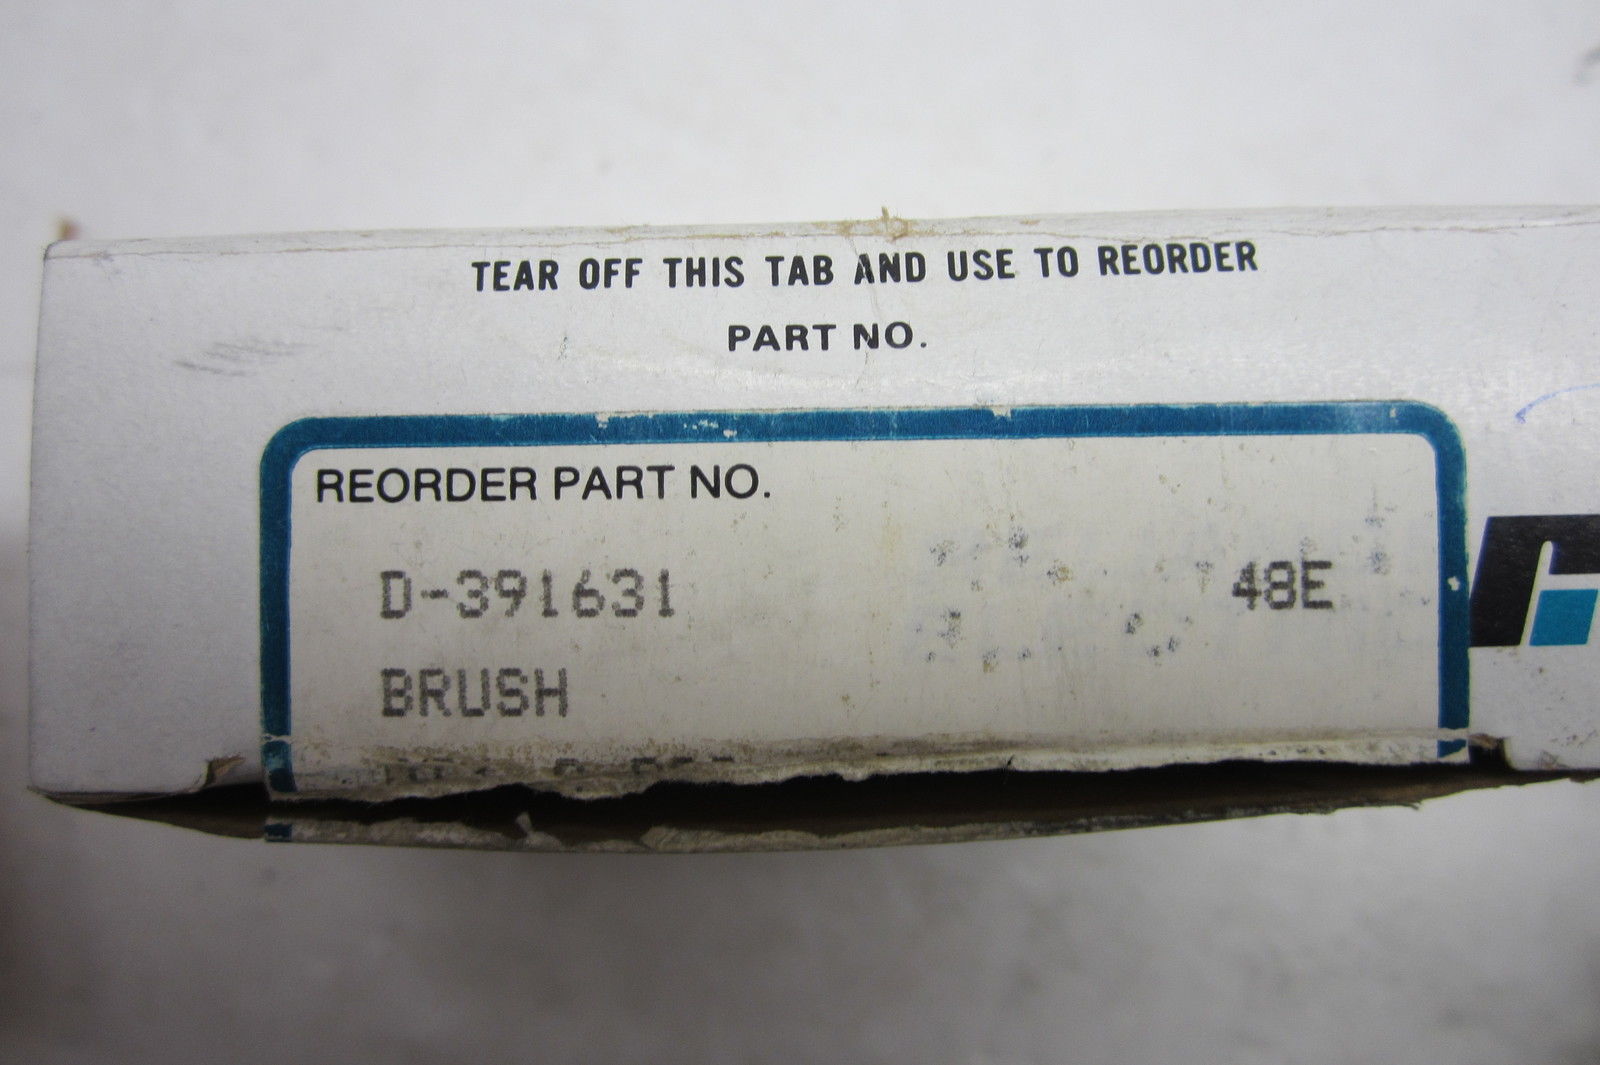 TEAR OFF THIS TAB AND USE TO REORDER
PART NO.
REORDER PART NO.
D-391631 48E
BRUSH